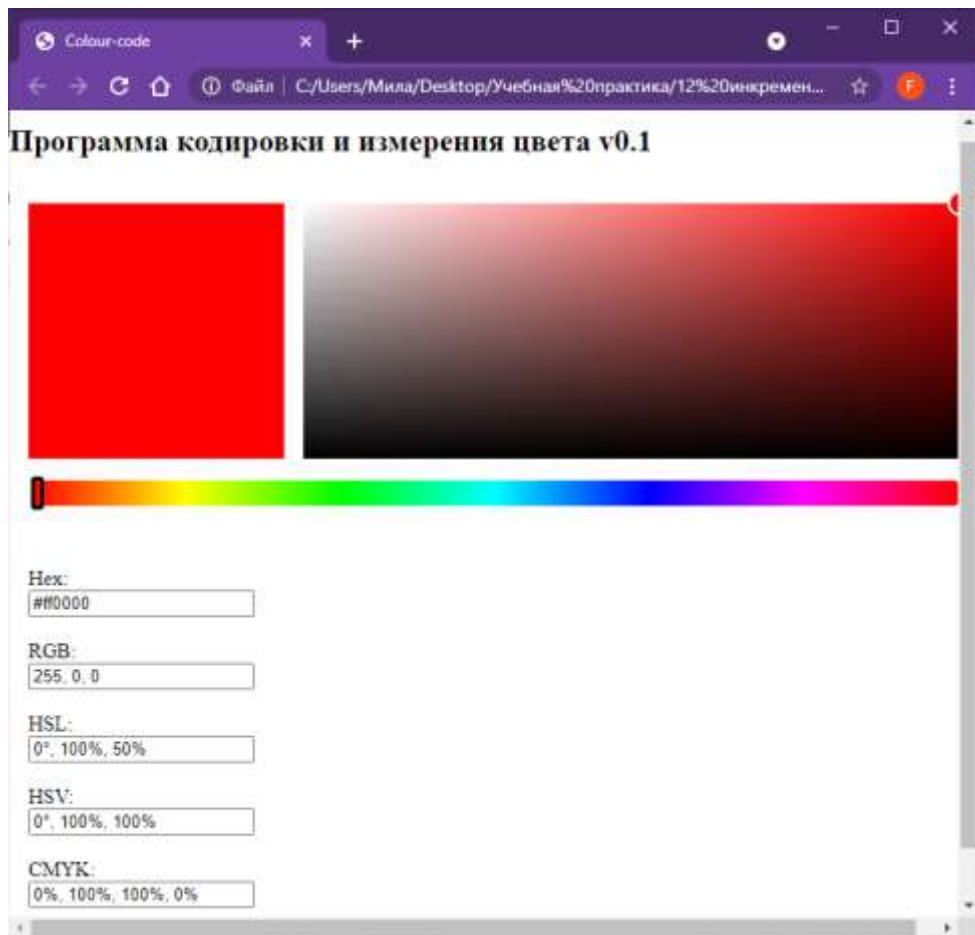 Colour-code
Файл | C:/Users/Мила/Desktop/Учебная%20практика/12%20инкремен...
F
Программа кодировки и измерения цвета v0.1
Hex:
#ff0000
RGB:
255, 0, 0
HSL:
0°, 100%, 50%
HSV:
0°, 100%, 100%
CMYK:
0%, 100%, 100%, 0%